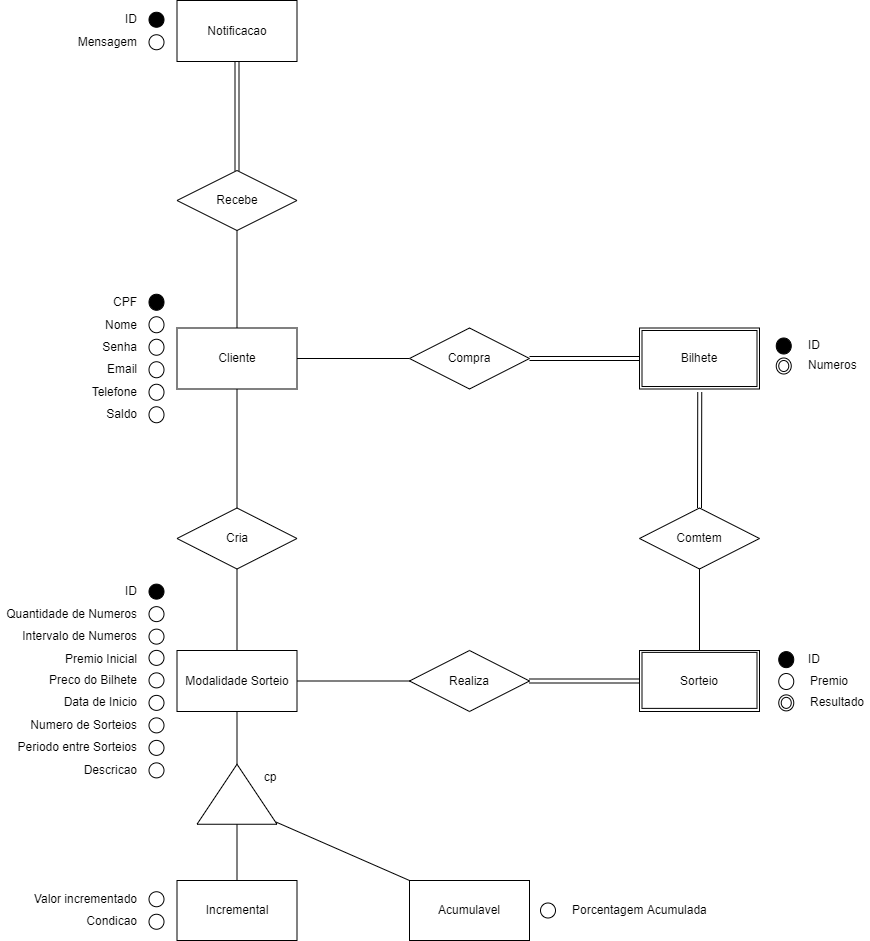 ID
Mensagem
Notificacao
Recebe
CPF
Nome
Senha
Email
Telefone
Saldo
Cliente
Compra
Bilhete
ID
Numeros
Cria
Comtem
ID
Quantidade de Numeros
Intervalo de Numeros
Premio Inicial
Preco do Bilhete
Data de Inicio
Numero de Sorteios
Periodo entre Sorteios
Descricao
Modalidade Sorteio
Realiza
Sorteio
ID
Premio
Resultado
cp
Valor incrementado
Condicao
Incremental
Acumulavel
Porcentagem Acumulada